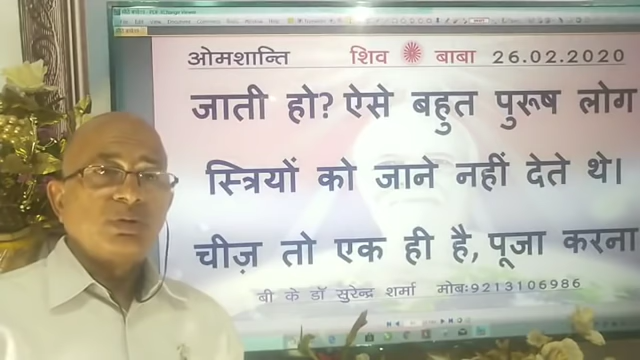 ओमशान्ति शिव बाबा 26.02.2020
जाती हो? ऐसे बहुत पुरूष लोग
स्त्रियों को जाने नहीं देते थे।
चीज़ तो एक ही है, पूजा करना
बी के डॉ सुरेन्द्र शर्मा मोबः9213106986